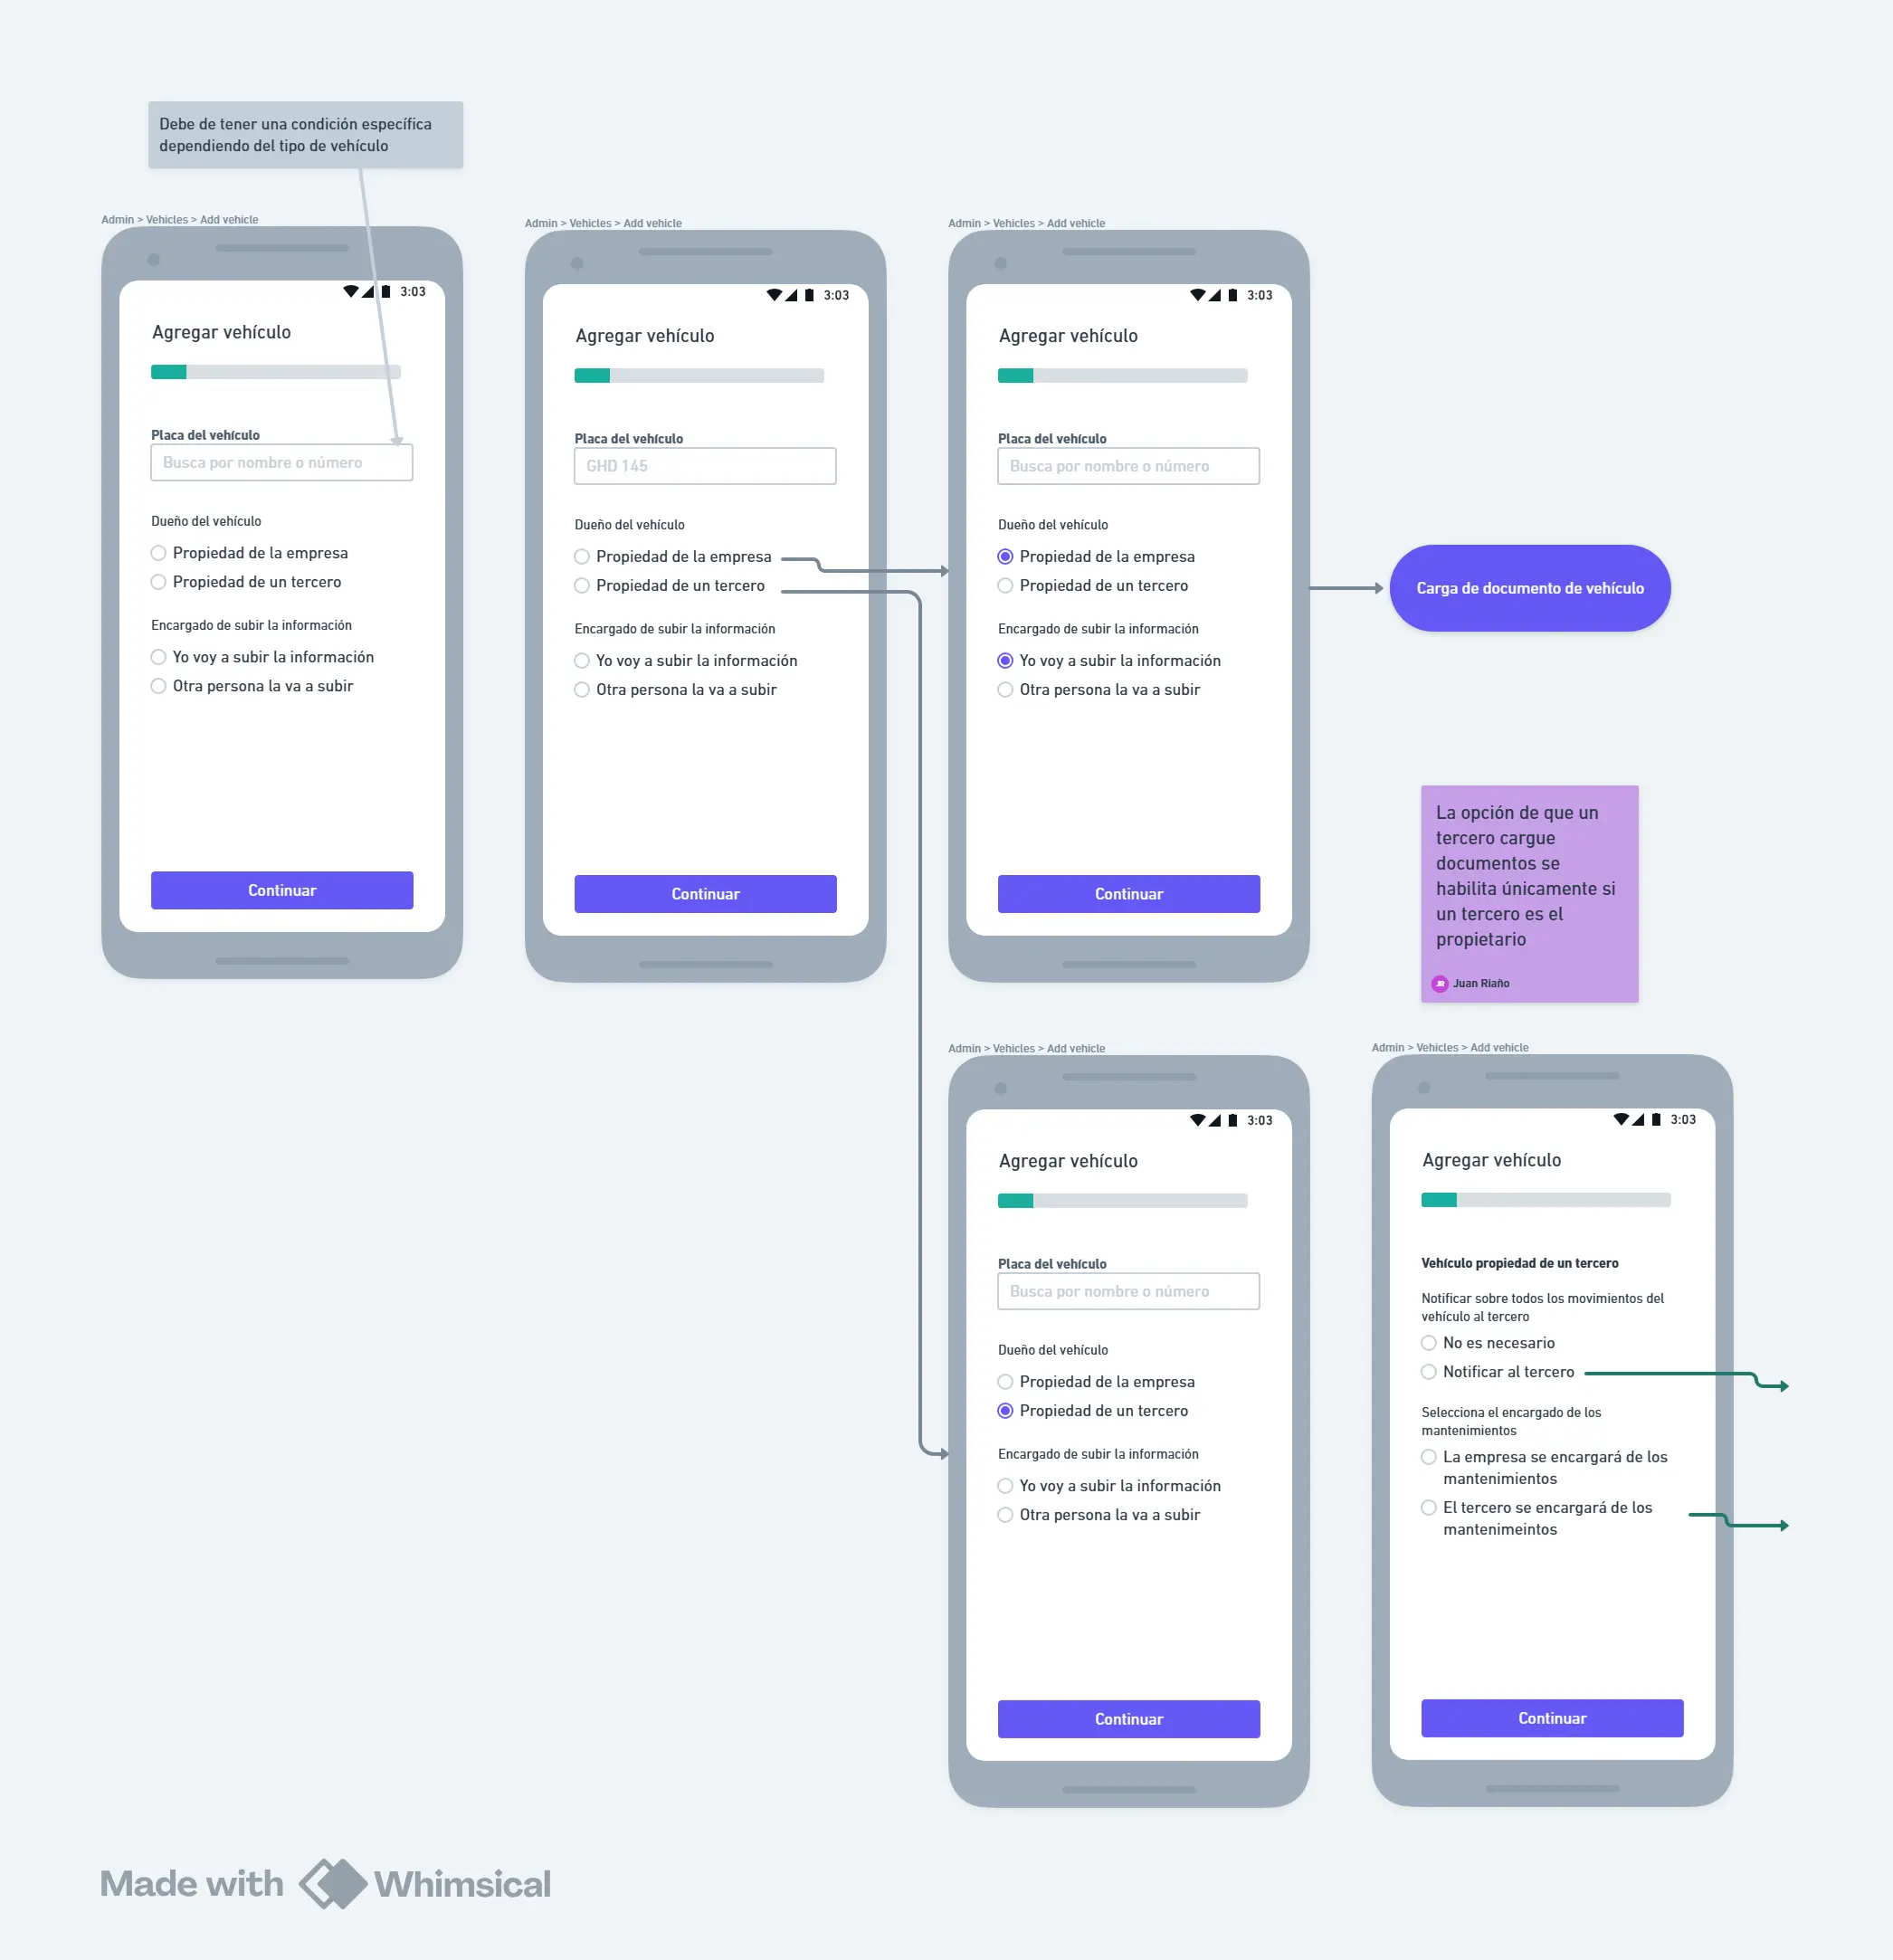 Debe de tener una condición específica
dependiendo del tipo de vehículo
Admin > Vehicles > Add vehicle
3:03
Agregar vehículo
Placa del vehículo
Busca por nombre o número
Dueño del vehículo
Propiedad de la empresa
Propiedad de un tercero
Encargado de subir la información
Yo voy a subir la información
Otra persona la va a subir
Continuar
Admin > Vehicles > Add vehicle
3:03
Agregar vehículo
Placa del vehículo
GHD 145
Dueño del vehículo
Propiedad de la empresa
Propiedad de un tercero
Encargado de subir la información
Yo voy a subir la información
Otra persona la va a subir
Continuar
Admin > Vehicles > Add vehicle
3:03
Agregar vehículo
Placa del vehículo
Busca por nombre o número
Dueño del vehículo
Propiedad de la empresa
Propiedad de un tercero
Encargado de subir la información
Yo voy a subir la información
Otra persona la va a subir
Continuar
Carga de documento de vehículo
La opción de que un
tercero cargue
documentos se
habilita únicamente si
un tercero es el
propietario
JR Juan Riaño
Admin > Vehicles > Add vehicle
3:03
Agregar vehículo
Placa del vehículo
Busca por nombre o número
Dueño del vehículo
Propiedad de la empresa
Propiedad de un tercero
Encargado de subir la información
Yo voy a subir la información
Otra persona la va a subir
Continuar
Admin > Vehicles > Add vehicle
3:03
Agregar vehículo
Vehículo propiedad de un tercero
Notificar sobre todos los movimientos del
vehículo al tercero
No es necesario
Notificar al tercero
Selecciona el encargado de los
mantenimientos
La empresa se encargará de los
mantenimientos
El tercero se encargará de los
mantenimeintos
Continuar
Made with Whimsical